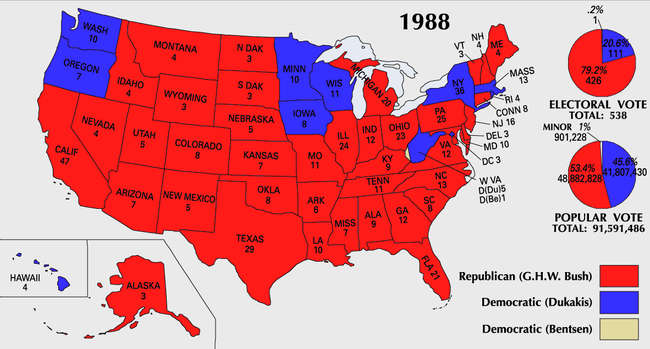 1988
WASH
10
OREGON
7
CALIF
47
NEVADA
4
IDAHO
4
MONTANA
4
WYOMING
3
UTAH
5
ARIZONA
7
COLORADO
8
NEW MEXICO
5
N DAK
3
S DAK
3
NEBRASKA
5
KANSAS
7
OKLA
8
TEXAS
29
MINN
10
IOWA
8
MO
11
ARK
6
LA
10
WIS
11
ILL
24
MICHIGAN 20
IND
12
OHIO
23
KY
9
TENN
11
MISS
7
ALA
9
GA
12
FLA 21
SC
8
NC
13
VA
12
W VA
D(Du)5
D(Be)1
PA
25
NY
36
VT
3
NH
4
ME
4
MASS
13
RI 4
CONN 8
NJ 16
DEL 3
MD 10
DC 3
HAWAII
4
ALASKA
3
.2%
1
20.6%
111
79.2%
426
ELECTORAL VOTE
TOTAL: 538
MINOR 1%
901,228
53.4%
48,882,828
45.6%
41,807,430
POPULAR VOTE
TOTAL: 91,591,486
Republican (G.H.W. Bush)
Democratic (Dukakis)
Democratic (Bentsen)